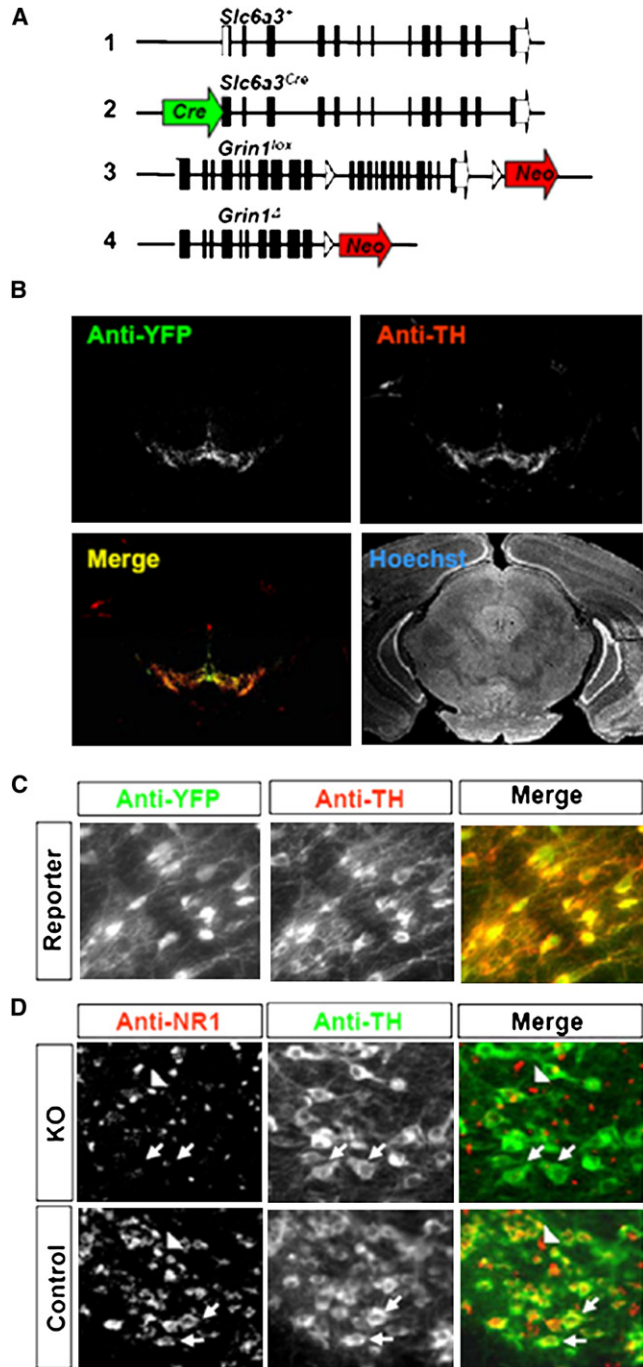 A
Slc6a3+
1
Slc6a3Cre
Cre
2
Grin1lox
3
Neo
Grin1Δ
4
Neo
B
Anti-YFP
Anti-TH
Merge
Hoechst
C
Anti-YFP
Anti-TH
Merge
Reporter
D
Anti-NR1
Anti-TH
Merge
KO
Control